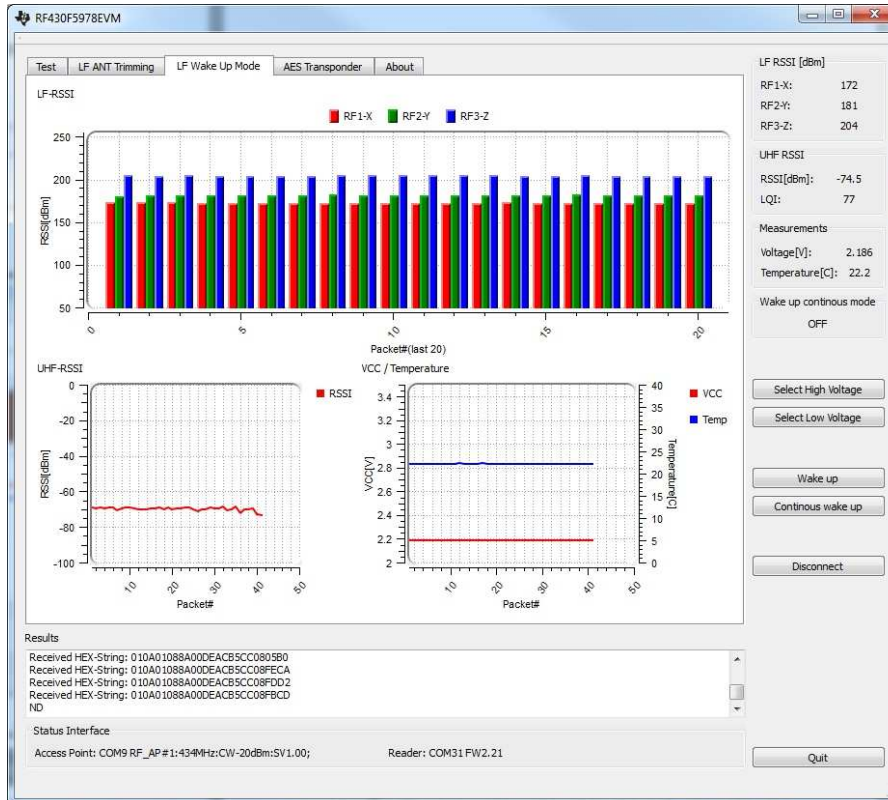 RF430F5978EVM
Test LF ANT Trimming LF Wake Up Mode AES Transponder About
LF-RSSI
RF1-X RF2-Y RF3-Z
250
200
150
100
50
RSSI[dBm]
0 5 10 15 20
Packet#(last 20)
UHF-RSSI
RSSI
0
-20
-40
-60
-80
-100
RSSI[dBm]
10 20 30 40 50
Packet#
VCC / Temperature
VCC
Temp
3.4
3.2
3
2.8
2.6
2.4
2.2
2
VCC[V]
40
35
30
25
20
15
10
5
0
Temperature[C]
10 20 30 40 50
Packet#
LF RSSI [dBm]
RF1-X: 172
RF2-Y: 181
RF3-Z: 204
UHF RSSI
RSSI[dBm]: -74.5
LQI: 77
Measurements
Voltage[V]: 2.186
Temperature[C]: 22.2
Wake up continous mode
OFF
Select High Voltage
Select Low Voltage
Wake up
Continous wake up
Disconnect
Results
Received HEX-String: 010A01088A00DEACB5CC0805B0
Received HEX-String: 010A01088A00DEACB5CC08FECA
Received HEX-String: 010A01088A00DEACB5CC08FDD2
Received HEX-String: 010A01088A00DEACB5CC08FBCD
ND
Status Interface
Access Point: COM9 RF_AP#1:434MHz:CW-20dBm:SV1.00; Reader: COM31 FW2.21
Quit